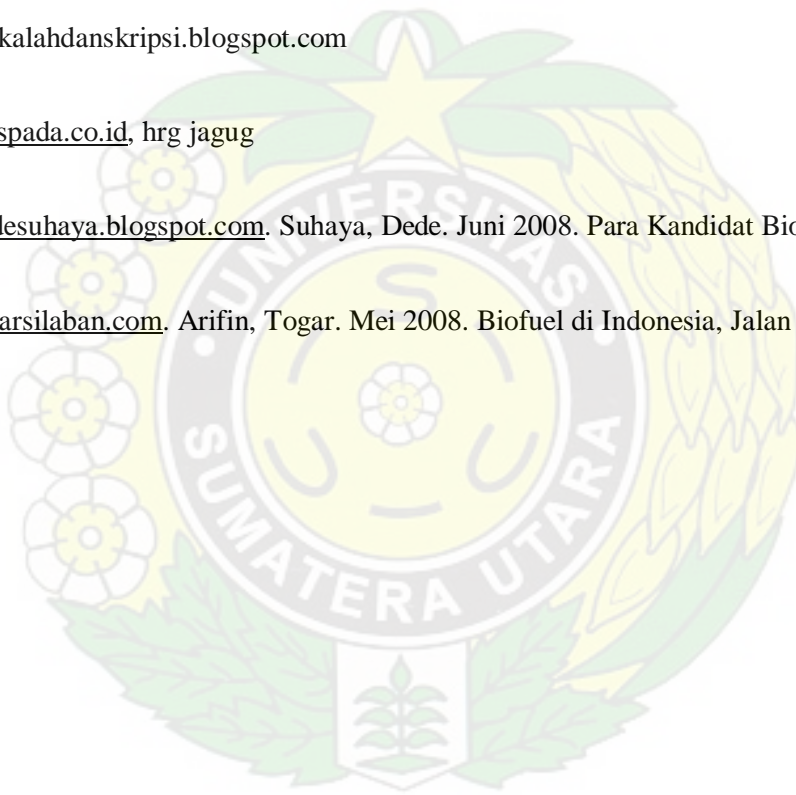 kalahdanskripsi.blogspot.com
spada.co.id, hrg jagug
desuhaya.blogspot.com. Suhaya, Dede. Juni 2008. Para Kandidat Bio
arsilaban.com. Arifin, Togar. Mei 2008. Biofuel di Indonesia, Jalan
UNIVERSITAS
SUMATERA UTARA